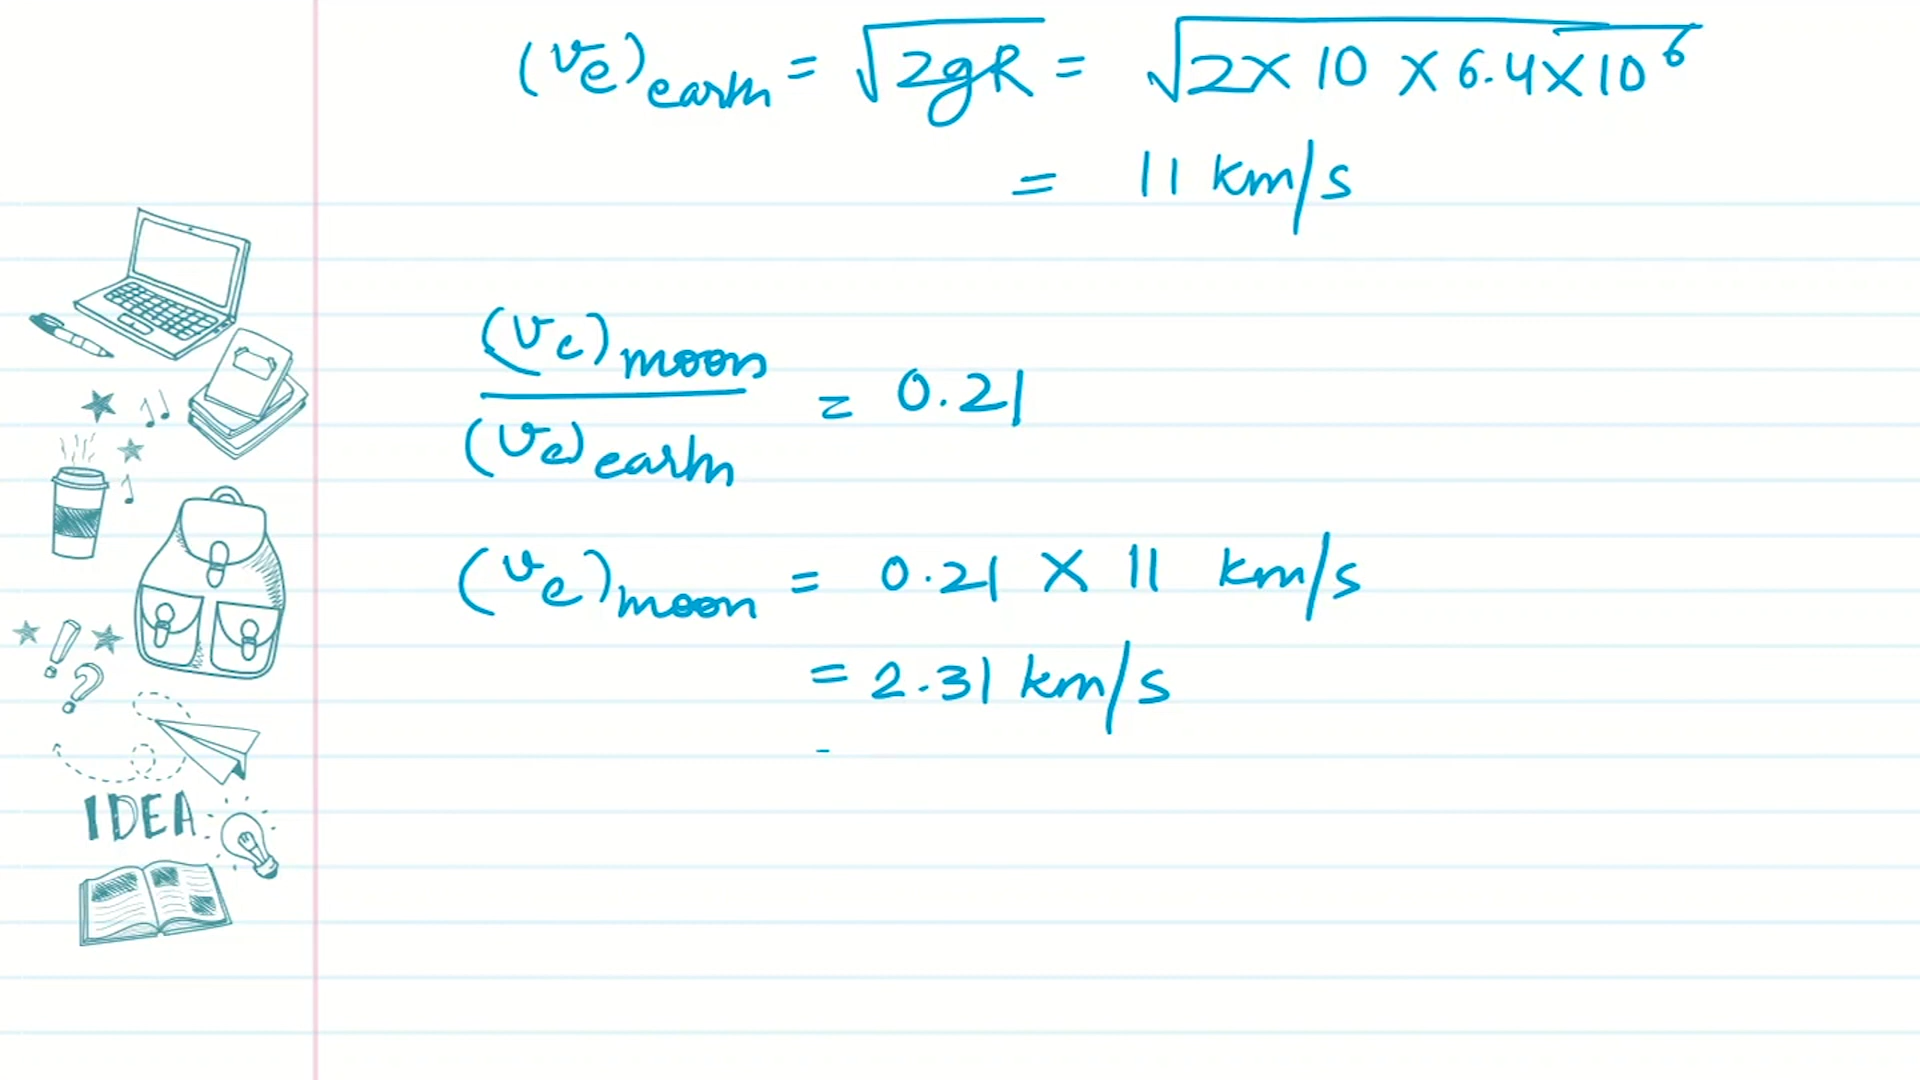 (ve)earth = √2gR = √2×10×6.4×10⁶
= 11 km/s
(ve)moon
= 0.21
(ve)earth
(ve)moon = 0.21 × 11 km/s
= 2.31 km/s
IDEA